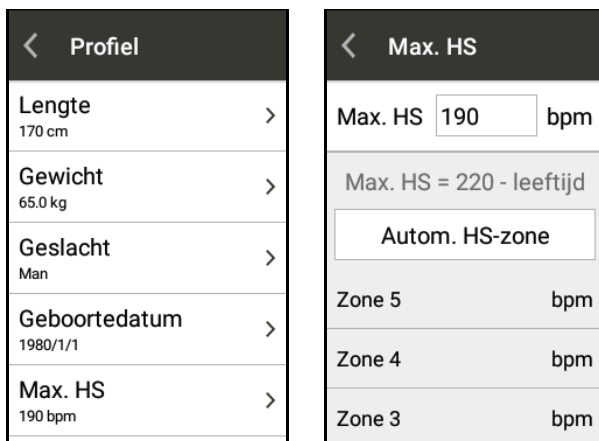 Profiel
Lengte
170 cm
Gewicht
65.0 kg
Geslacht
Man
Geboortedatum
1980/1/1
Max. HS
190 bpm
Max. HS
Max. HS 190 bpm
Max. HS = 220 - leeftijd
Autom. HS-zone
Zone 5 bpm
Zone 4 bpm
Zone 3 bpm